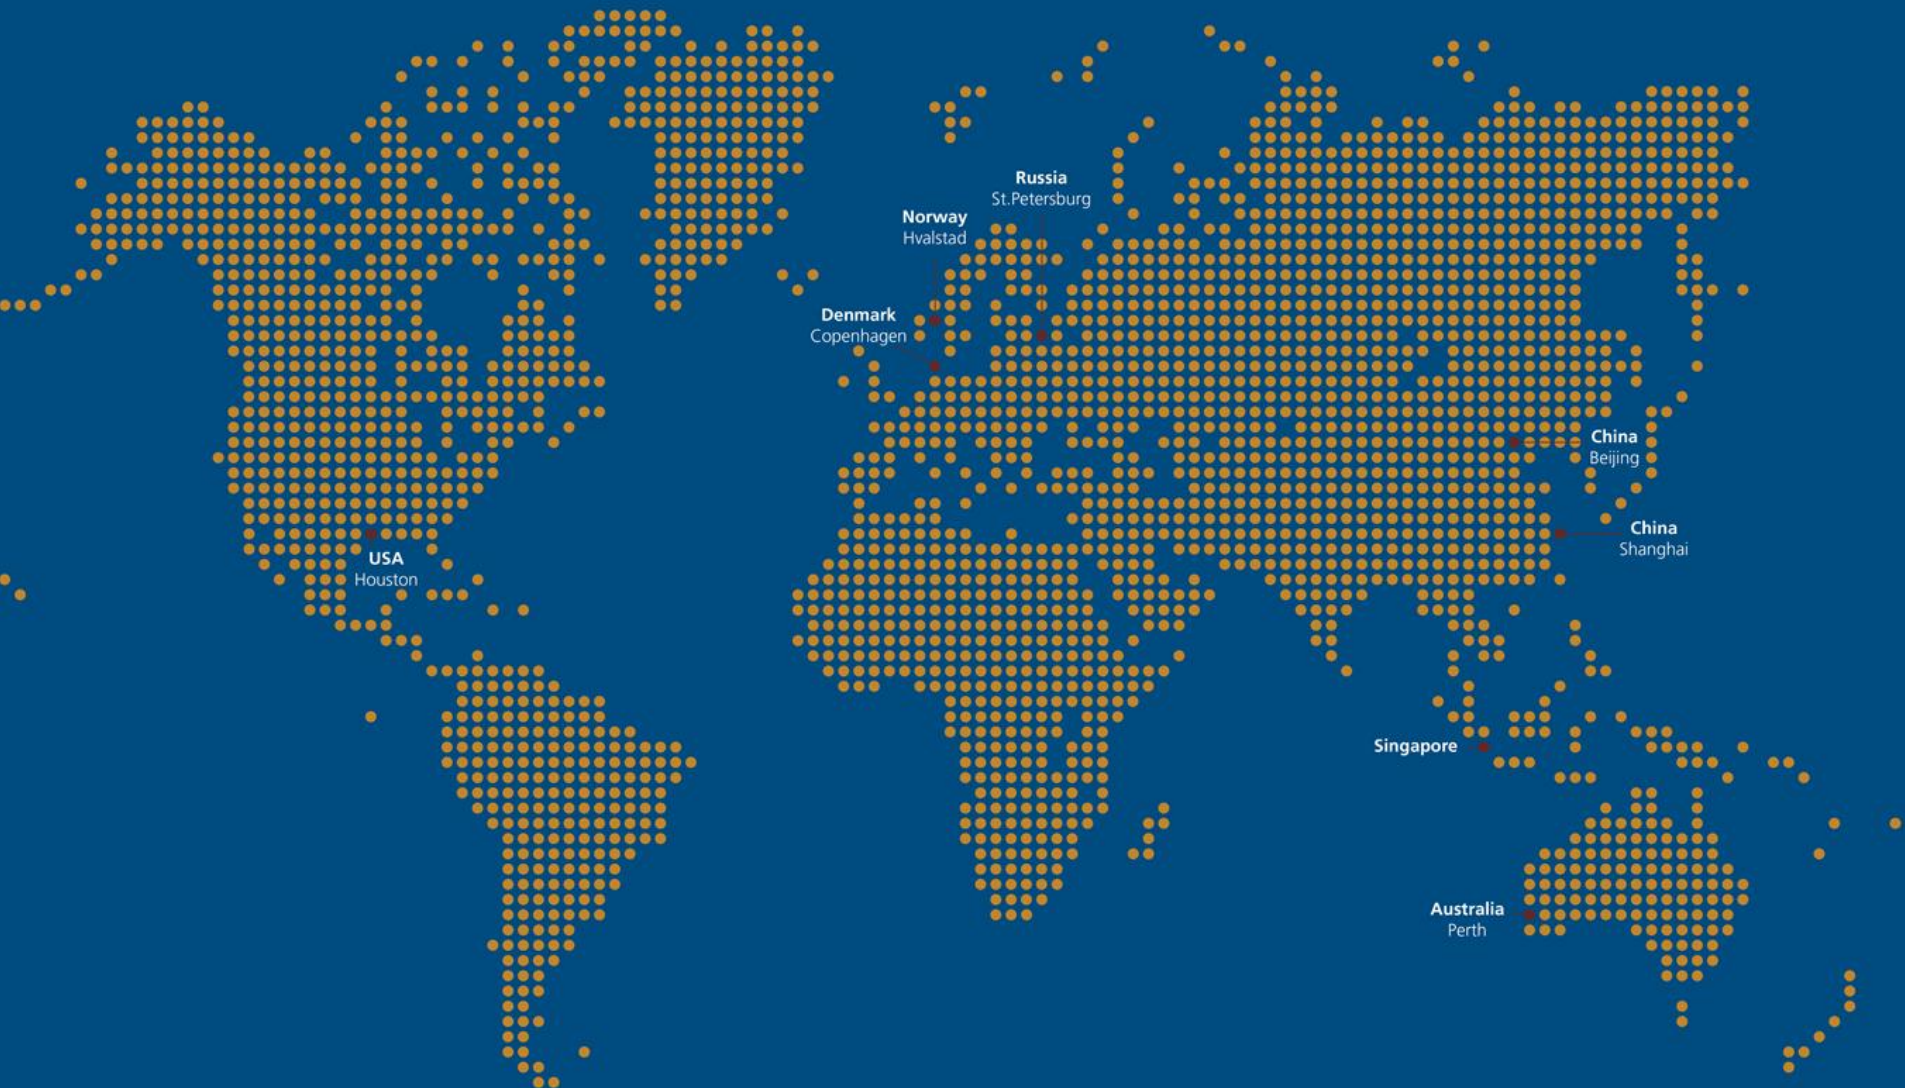 Russia
St.Petersburg
Norway
Hvalstad
Denmark
Copenhagen
China
Beijing
China
Shanghai
USA
Houston
Singapore
Australia
Perth